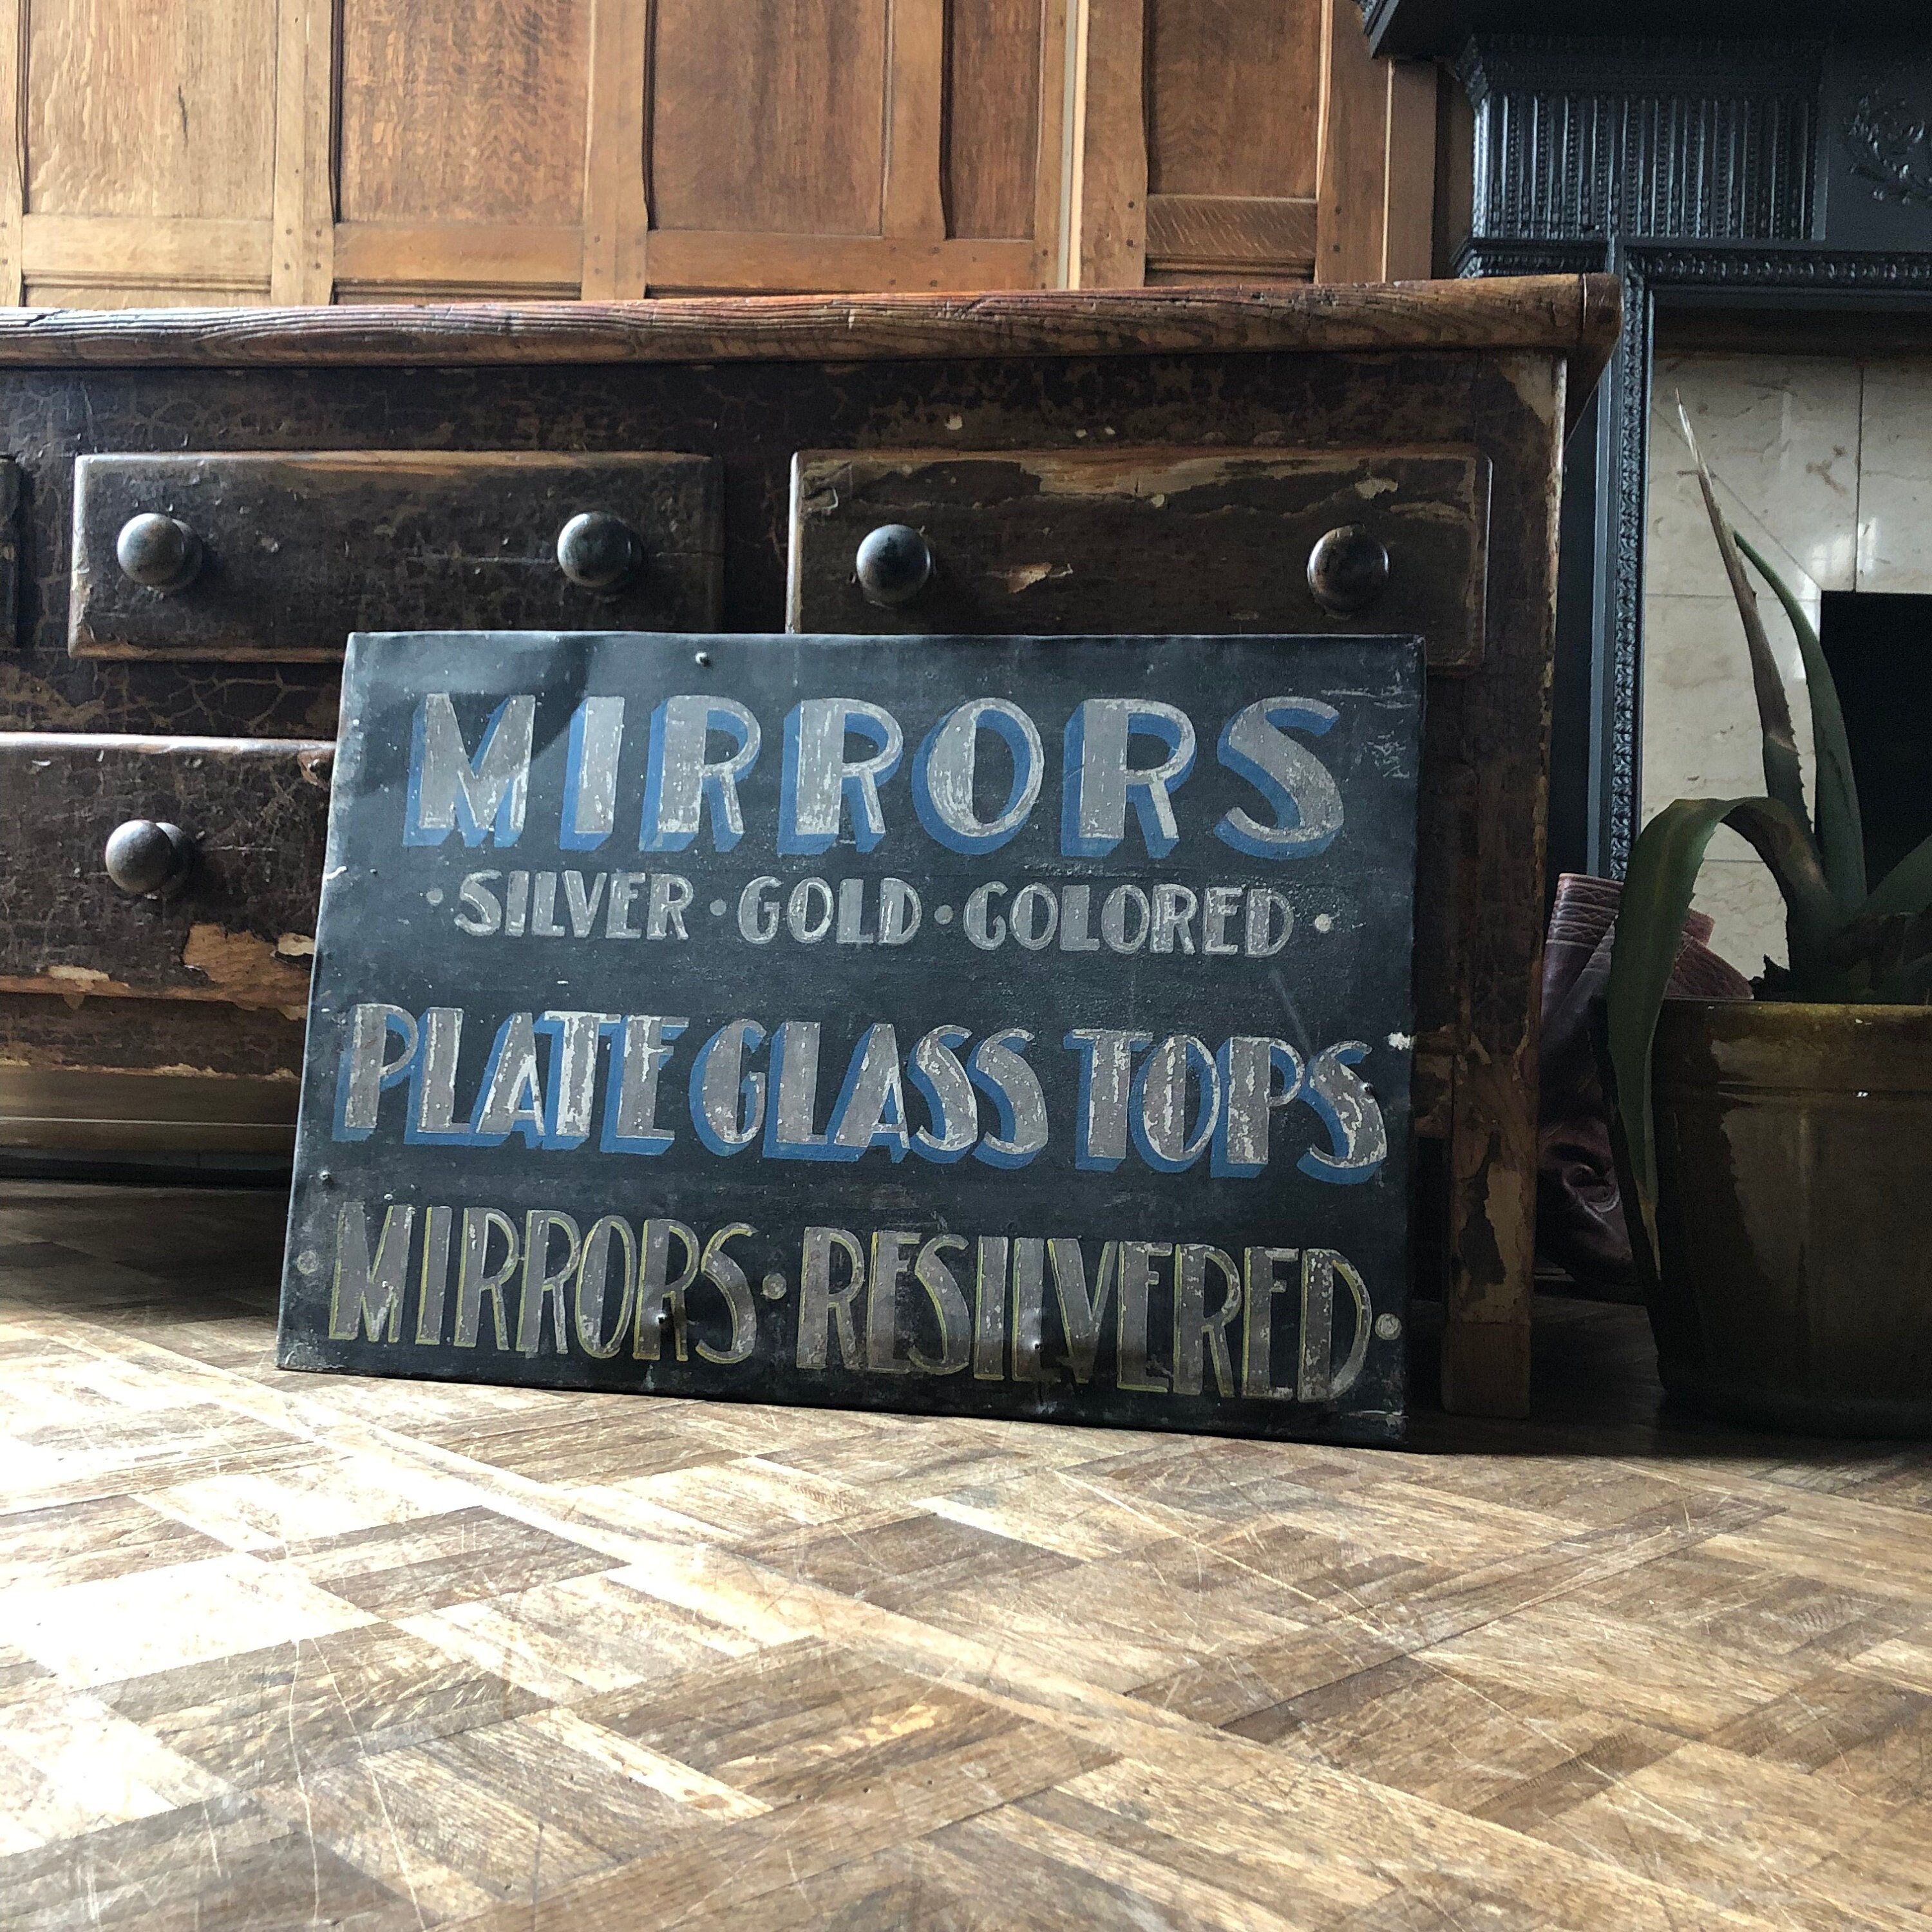 MIRRORS
· SILVER · GOLD · COLORED ·
PLATE GLASS TOPS
· MIRRORS · RESILVERED ·